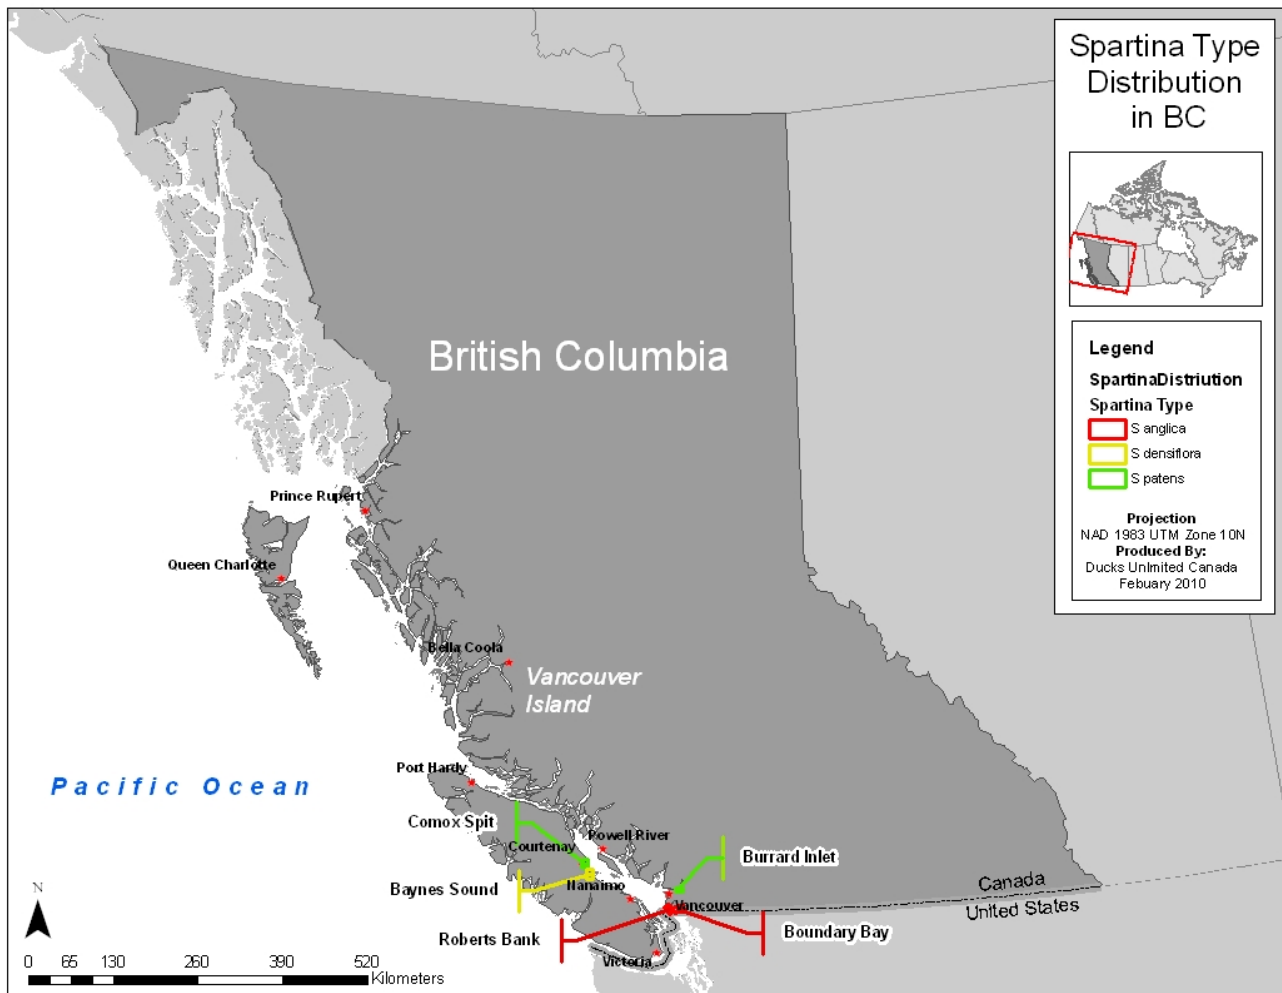 Spartina Type
Distribution
in BC
Legend
SpartinaDistriution
Spartina Type
S anglica
S densiflora
S patens
Projection
NAD 1983 UTM Zone 10N
Produced By:
Ducks Unlmited Canada
Febuary 2010
British Columbia
Prince Rupert
Queen Charlotte
Bella Coola
Vancouver
Island
Port Hardy
Pacific Ocean
Comox Spit
Powell River
Courtenay
Burrard Inlet
Baynes Sound
Nanaimo
Canada
Vancouver
United States
Roberts Bank
Boundary Bay
Victoria
N
0 65 130 260 390 520
Kilometers